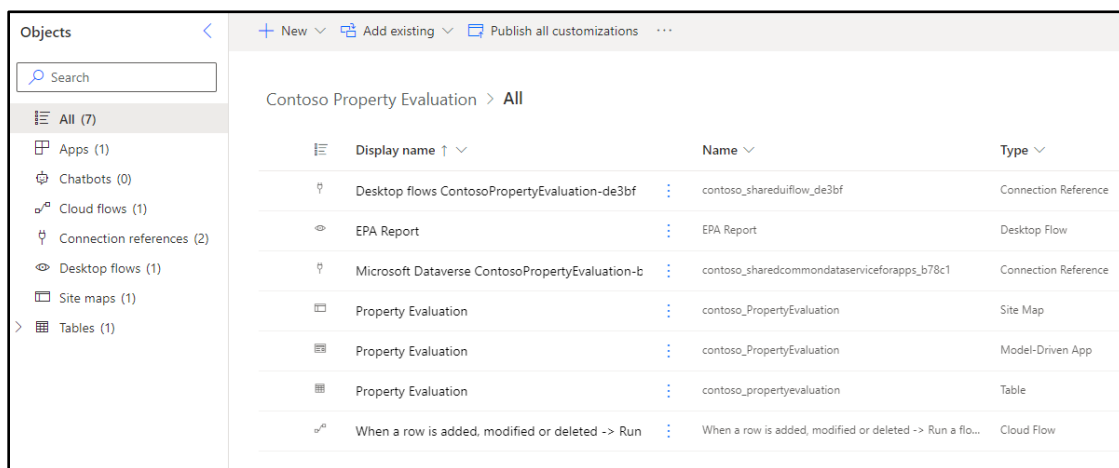 Objects
Search
All (7)
Apps (1)
Chatbots (0)
Cloud flows (1)
Connection references (2)
Desktop flows (1)
Site maps (1)
Tables (1)
New Add existing Publish all customizations ...
Contoso Property Evaluation > All
Display name ↑ Name Type
Desktop flows ContosoPropertyEvaluation-de3bf contoso_shareduiflow_de3bf Connection Reference
EPA Report EPA Report Desktop Flow
Microsoft Dataverse ContosoPropertyEvaluation-b contoso_sharedcommondataserviceforapps_b78c1 Connection Reference
Property Evaluation contoso_PropertyEvaluation Site Map
Property Evaluation contoso_PropertyEvaluation Model-Driven App
Property Evaluation contoso_propertyevaluation Table
When a row is added, modified or deleted -> Run When a row is added, modified or deleted -> Run a flo... Cloud Flow